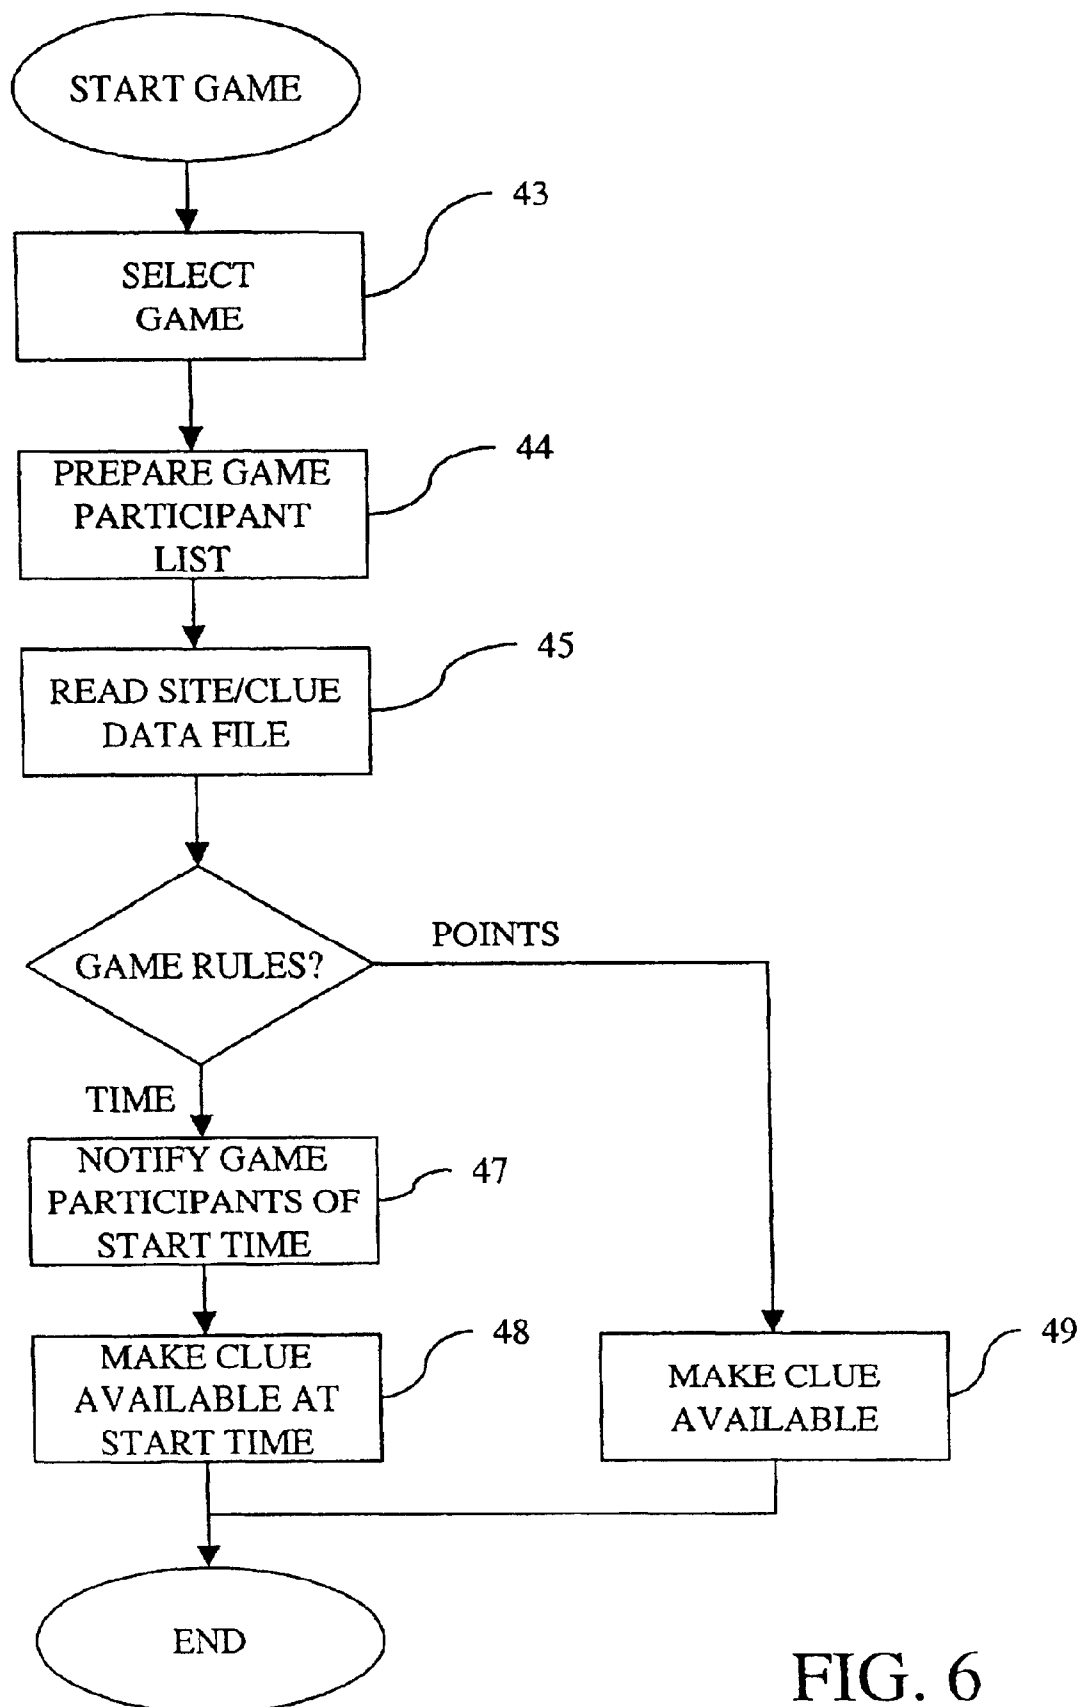 START GAME
43
SELECT
GAME
44
PREPARE GAME
PARTICIPANT
LIST
45
READ SITE/CLUE
DATA FILE
POINTS
GAME RULES?
TIME
NOTIFY GAME
PARTICIPANTS OF
START TIME
47
MAKE CLUE
AVAILABLE AT
START TIME
48
MAKE CLUE
AVAILABLE
49
END
FIG. 6